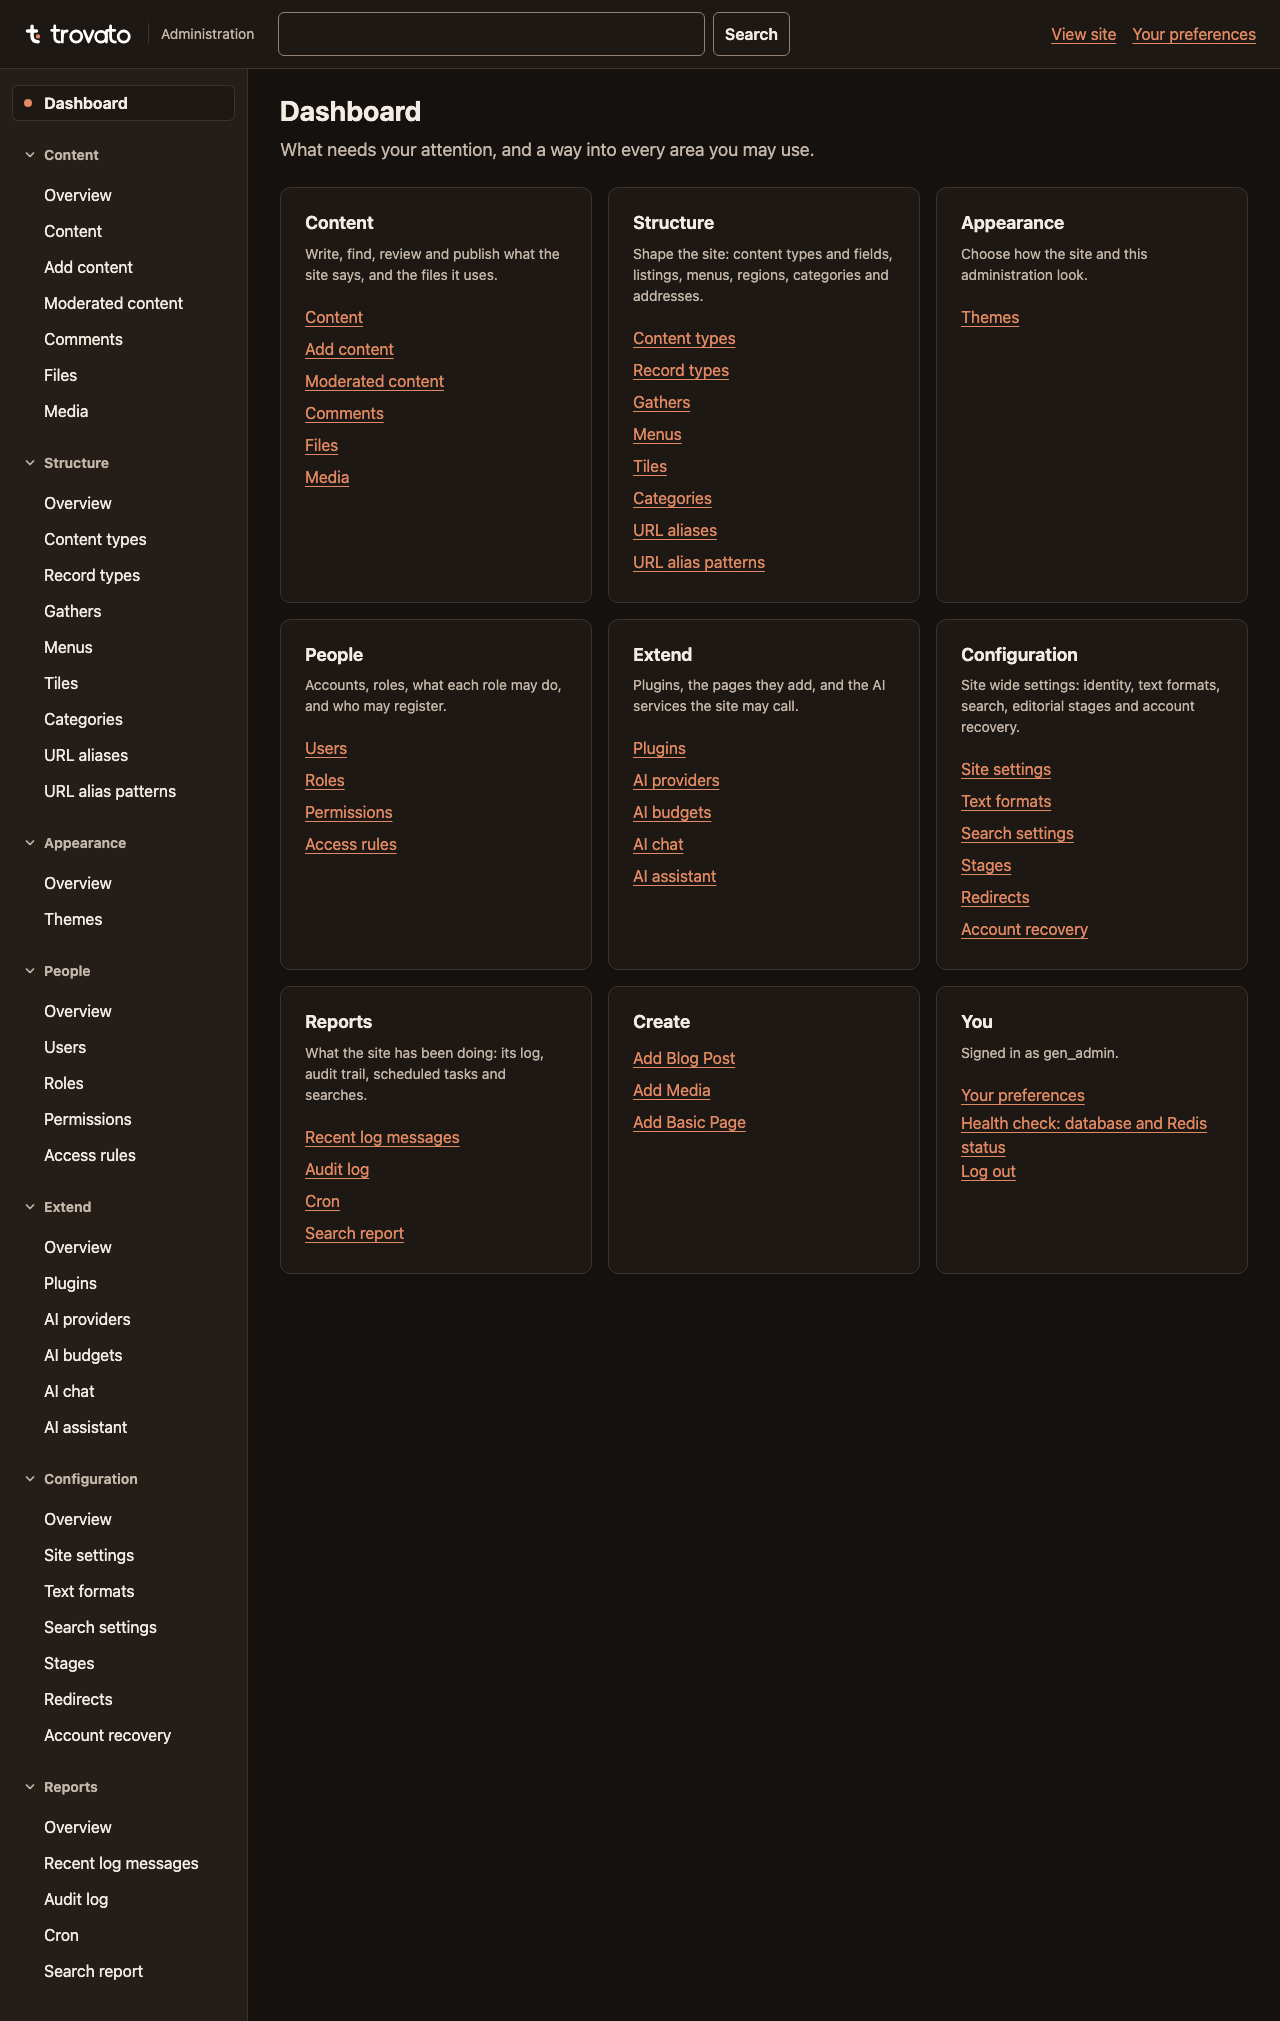 trovato
Administration
Search
View site
Your preferences
Dashboard
Content
Overview
Content
Add content
Moderated content
Comments
Files
Media
Structure
Overview
Content types
Record types
Gathers
Menus
Tiles
Categories
URL aliases
URL alias patterns
Appearance
Overview
Themes
People
Overview
Users
Roles
Permissions
Access rules
Extend
Overview
Plugins
AI providers
AI budgets
AI chat
AI assistant
Configuration
Overview
Site settings
Text formats
Search settings
Stages
Redirects
Account recovery
Reports
Overview
Recent log messages
Audit log
Cron
Search report
Dashboard
What needs your attention, and a way into every area you may use.
Content
Write, find, review and publish what the
site says, and the files it uses.
Content
Add content
Moderated content
Comments
Files
Media
Structure
Shape the site: content types and fields,
listings, menus, regions, categories and
addresses.
Content types
Record types
Gathers
Menus
Tiles
Categories
URL aliases
URL alias patterns
Appearance
Choose how the site and this
administration look.
Themes
People
Accounts, roles, what each role may do,
and who may register.
Users
Roles
Permissions
Access rules
Extend
Plugins, the pages they add, and the AI
services the site may call.
Plugins
AI providers
AI budgets
AI chat
AI assistant
Configuration
Site wide settings: identity, text formats,
search, editorial stages and account
recovery.
Site settings
Text formats
Search settings
Stages
Redirects
Account recovery
Reports
What the site has been doing: its log,
audit trail, scheduled tasks and
searches.
Recent log messages
Audit log
Cron
Search report
Create
Add Blog Post
Add Media
Add Basic Page
You
Signed in as gen_admin.
Your preferences
Health check: database and Redis
status
Log out